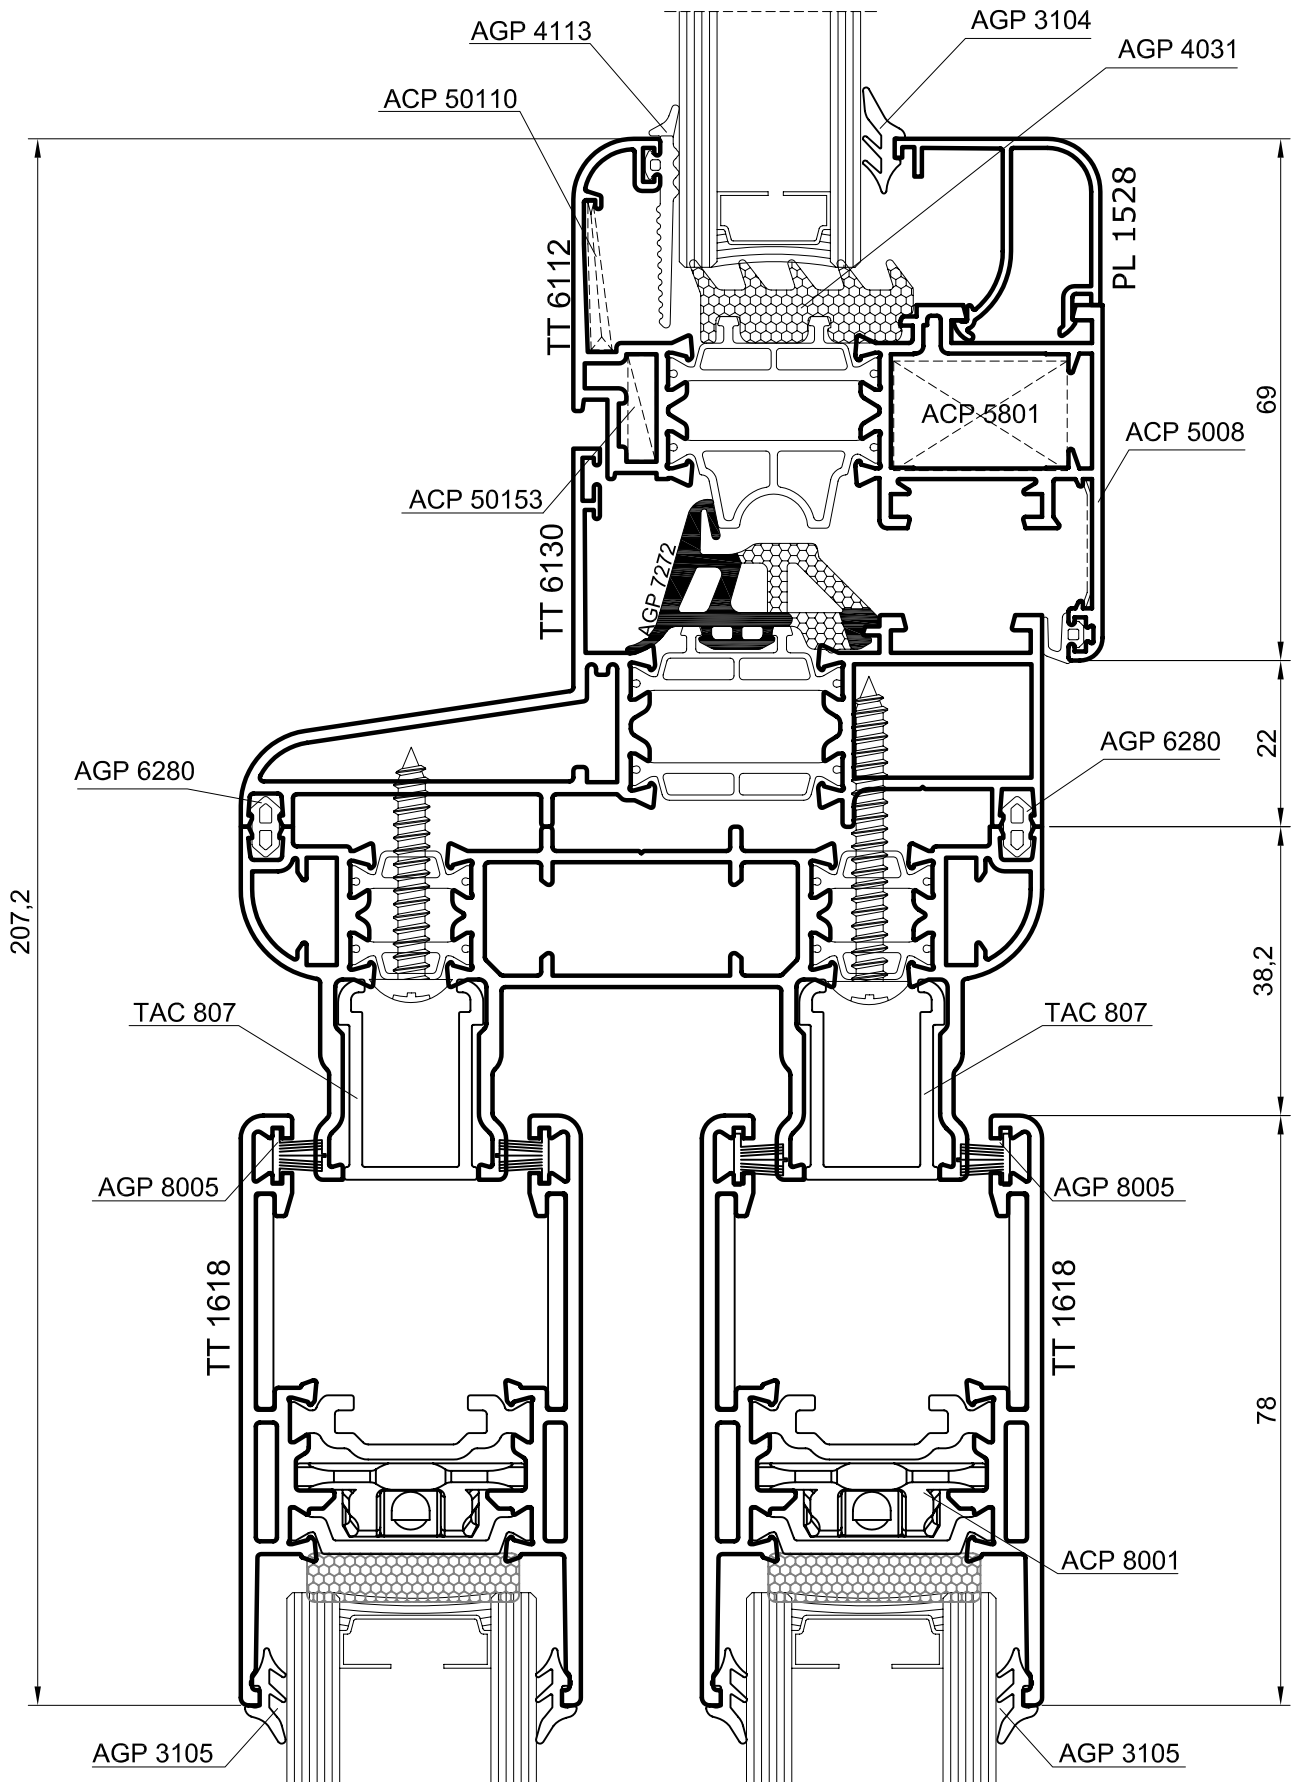 AGP 4113
AGP 3104
AGP 4031
ACP 50110
PL 1528
TT 6112
69
ACP 5801
ACP 5008
ACP 50153
TT 6130
AGP 7272
AGP 6280
AGP 6280
22
207,2
38,2
TAC 807
TAC 807
AGP 8005
AGP 8005
TT 1618
TT 1618
78
ACP 8001
AGP 3105
AGP 3105